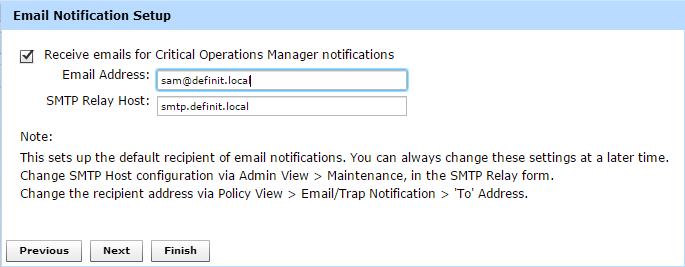 Email Notification Setup
Receive emails for Critical Operations Manager notifications
Email Address: sam@definit.local
SMTP Relay Host: smtp.definit.local
Note:
This sets up the default recipient of email notifications. You can always change these settings at a later time.
Change SMTP Host configuration via Admin View > Maintenance, in the SMTP Relay form.
Change the recipient address via Policy View > Email/Trap Notification > 'To' Address.
Previous Next Finish